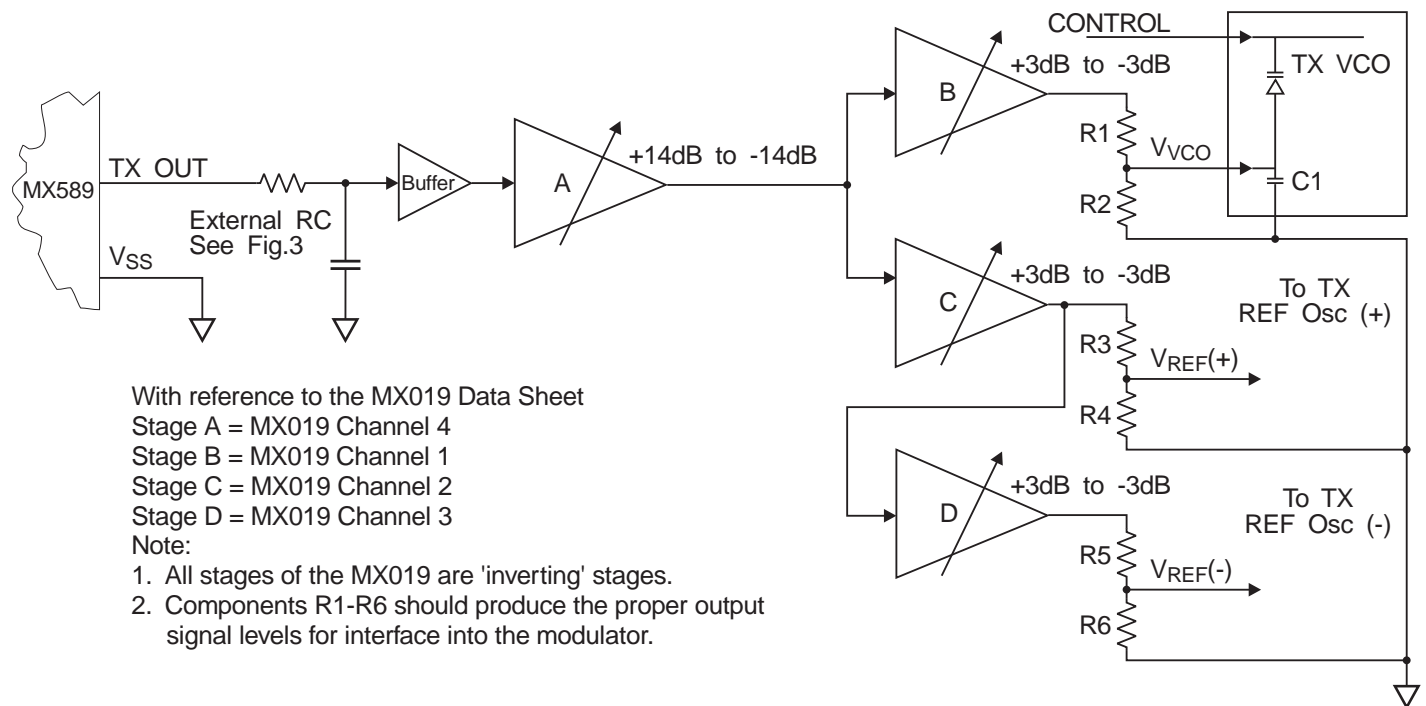 CONTROL
+3dB to -3dB
TX VCO
B
R1
VVCO
TX OUT
+14dB to -14dB
MX589
Buffer
A
C1
R2
External RC
See Fig.3
VSS
+3dB to -3dB
To TX
REF Osc (+)
C
R3
VREF(+)
R4
With reference to the MX019 Data Sheet
Stage A = MX019 Channel 4
Stage B = MX019 Channel 1
Stage C = MX019 Channel 2
Stage D = MX019 Channel 3
Note:
1. All stages of the MX019 are 'inverting' stages.
2. Components R1-R6 should produce the proper output
signal levels for interface into the modulator.
+3dB to -3dB
To TX
REF Osc (-)
D
R5
VREF(-)
R6